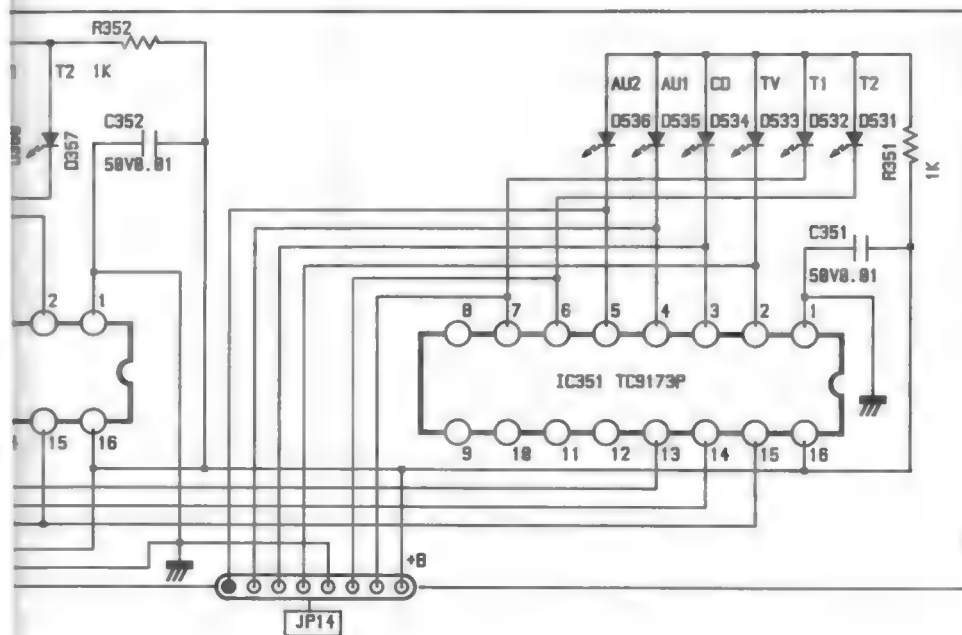 R352
T2 1K
AU2 AU1 CD TV T1 T2
C352
50V0.01
D357
D536 D535 D534 D533 D532 D531
R351
1K
C351
50V0.01
2 1
8 7 6 5 4 3 2 1
IC351 TC9173P
15 16
9 10 11 12 13 14 15 16
+B
JP14